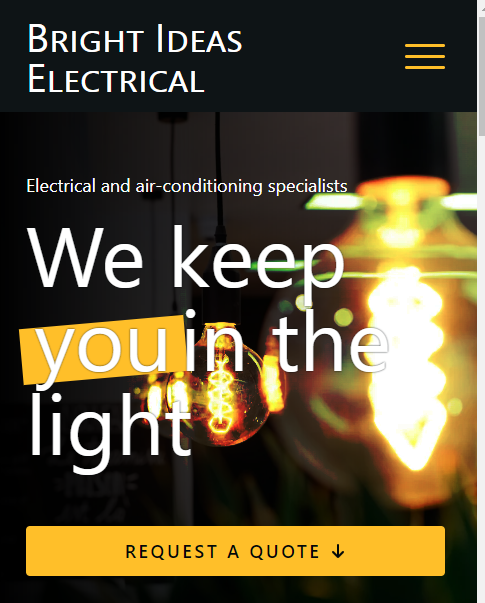 Bright Ideas
Electrical
Electrical and air-conditioning specialists
We keep
you in the
light
REQUEST A QUOTE ↓